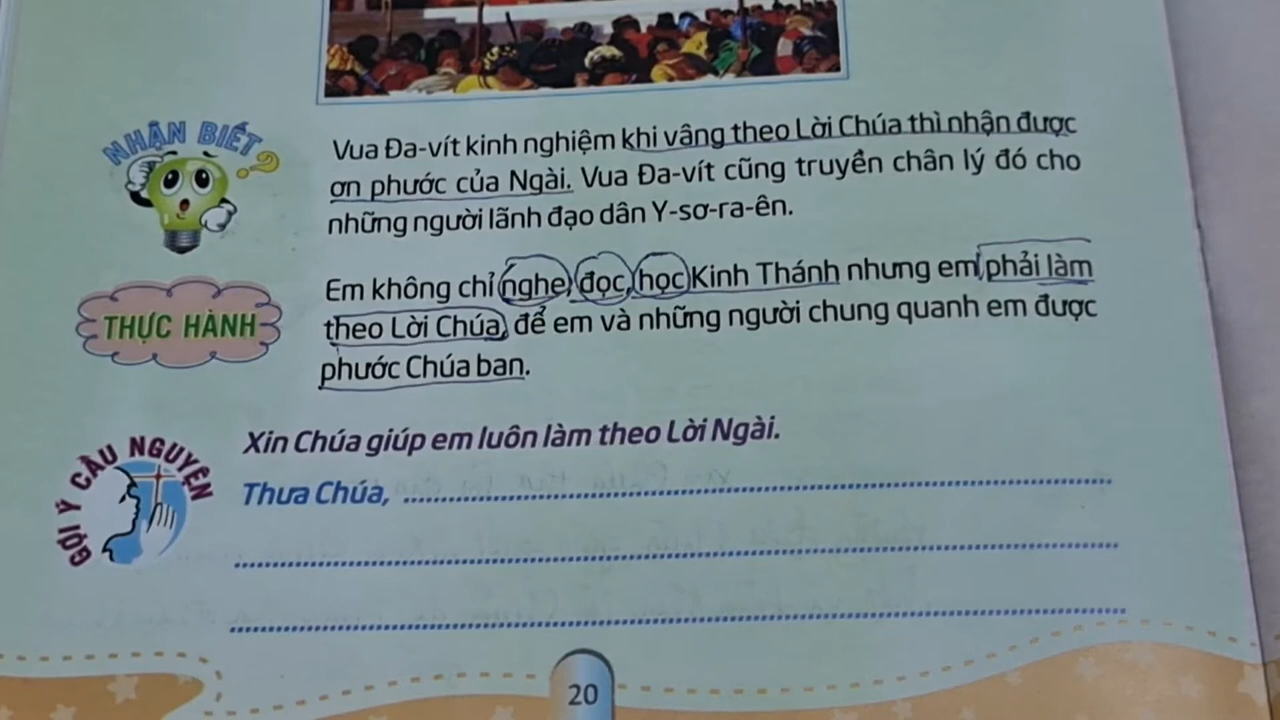 NHẬN BIẾT ?
Vua Đa-vít kinh nghiệm khi vâng theo Lời Chúa thì nhận được
ơn phước của Ngài. Vua Đa-vít cũng truyền chân lý đó cho
những người lãnh đạo dân Y-sơ-ra-ên.
THỰC HÀNH
Em không chỉ nghe, đọc, học Kinh Thánh nhưng em phải làm
theo Lời Chúa, để em và những người chung quanh em được
phước Chúa ban.
GỢI Ý CẦU NGUYỆN
Xin Chúa giúp em luôn làm theo Lời Ngài.
Thưa Chúa,
20